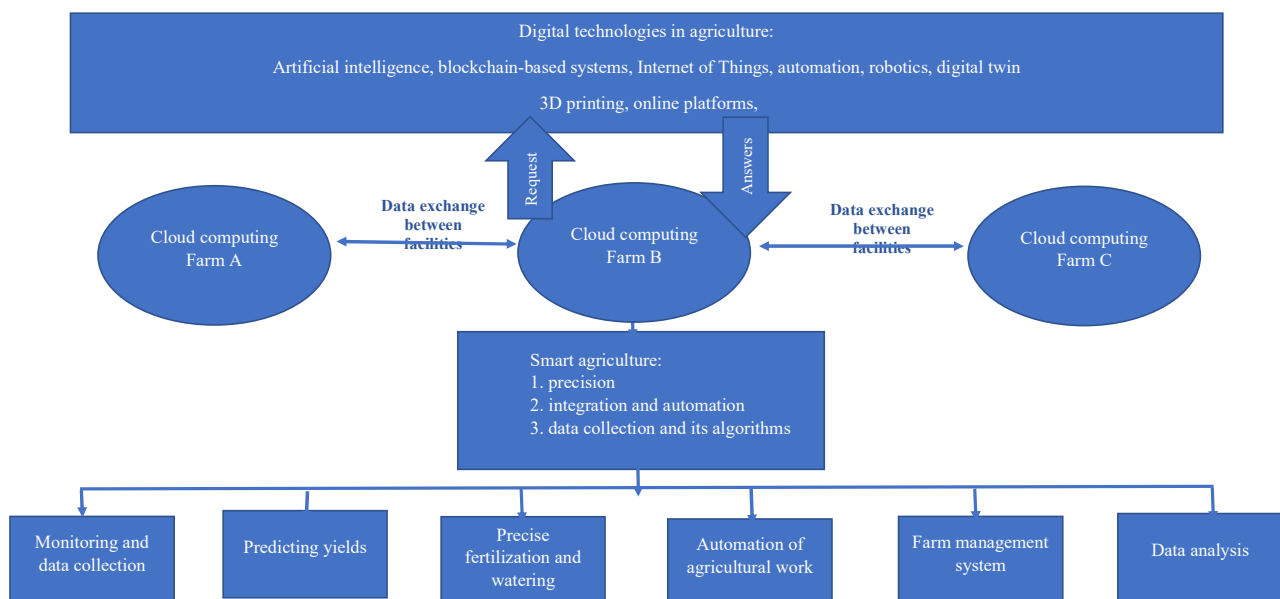 Digital technologies in agriculture:
Artificial intelligence, blockchain-based systems, Internet of Things, automation, robotics, digital twin
3D printing, online platforms,
Request
Answers
Cloud computing
Farm A
Data exchange
between
facilities
Cloud computing
Farm B
Data exchange
between
facilities
Cloud computing
Farm C
Smart agriculture:
1. precision
2. integration and automation
3. data collection and its algorithms
Monitoring and
data collection
Predicting yields
Precise
fertilization and
watering
Automation of
agricultural work
Farm management
system
Data analysis